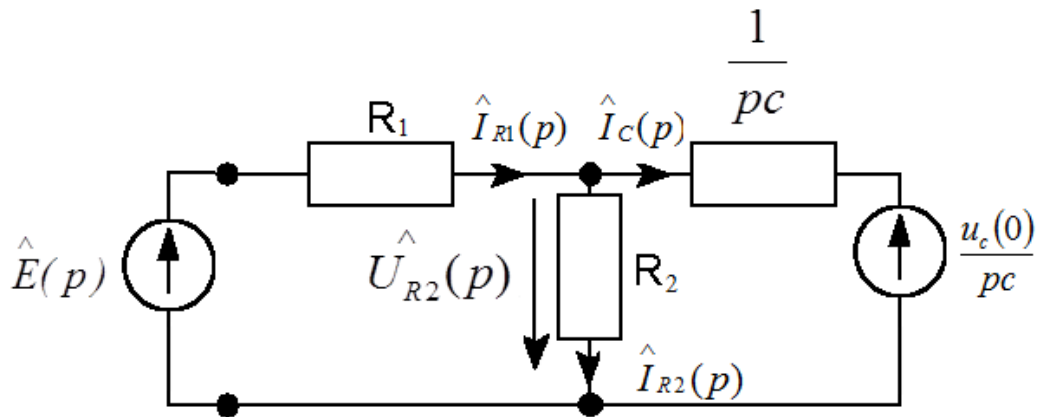 1
pc
R₁
Î_R1(p)
Î_C(p)
Ê(p)
Û_R2(p)
R₂
u_c(0)
pc
Î_R2(p)